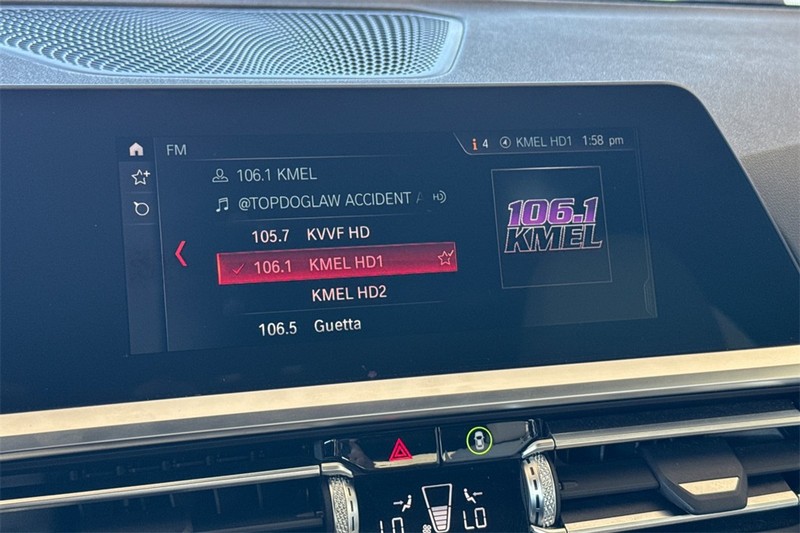 FM
i 4 KMEL HD1 1:58 pm
106.1 KMEL
@TOPDOGLAW ACCIDENT
105.7 KVVF HD
106.1 KMEL HD1
KMEL HD2
106.5 Guetta
106.1
KMEL
LO LO